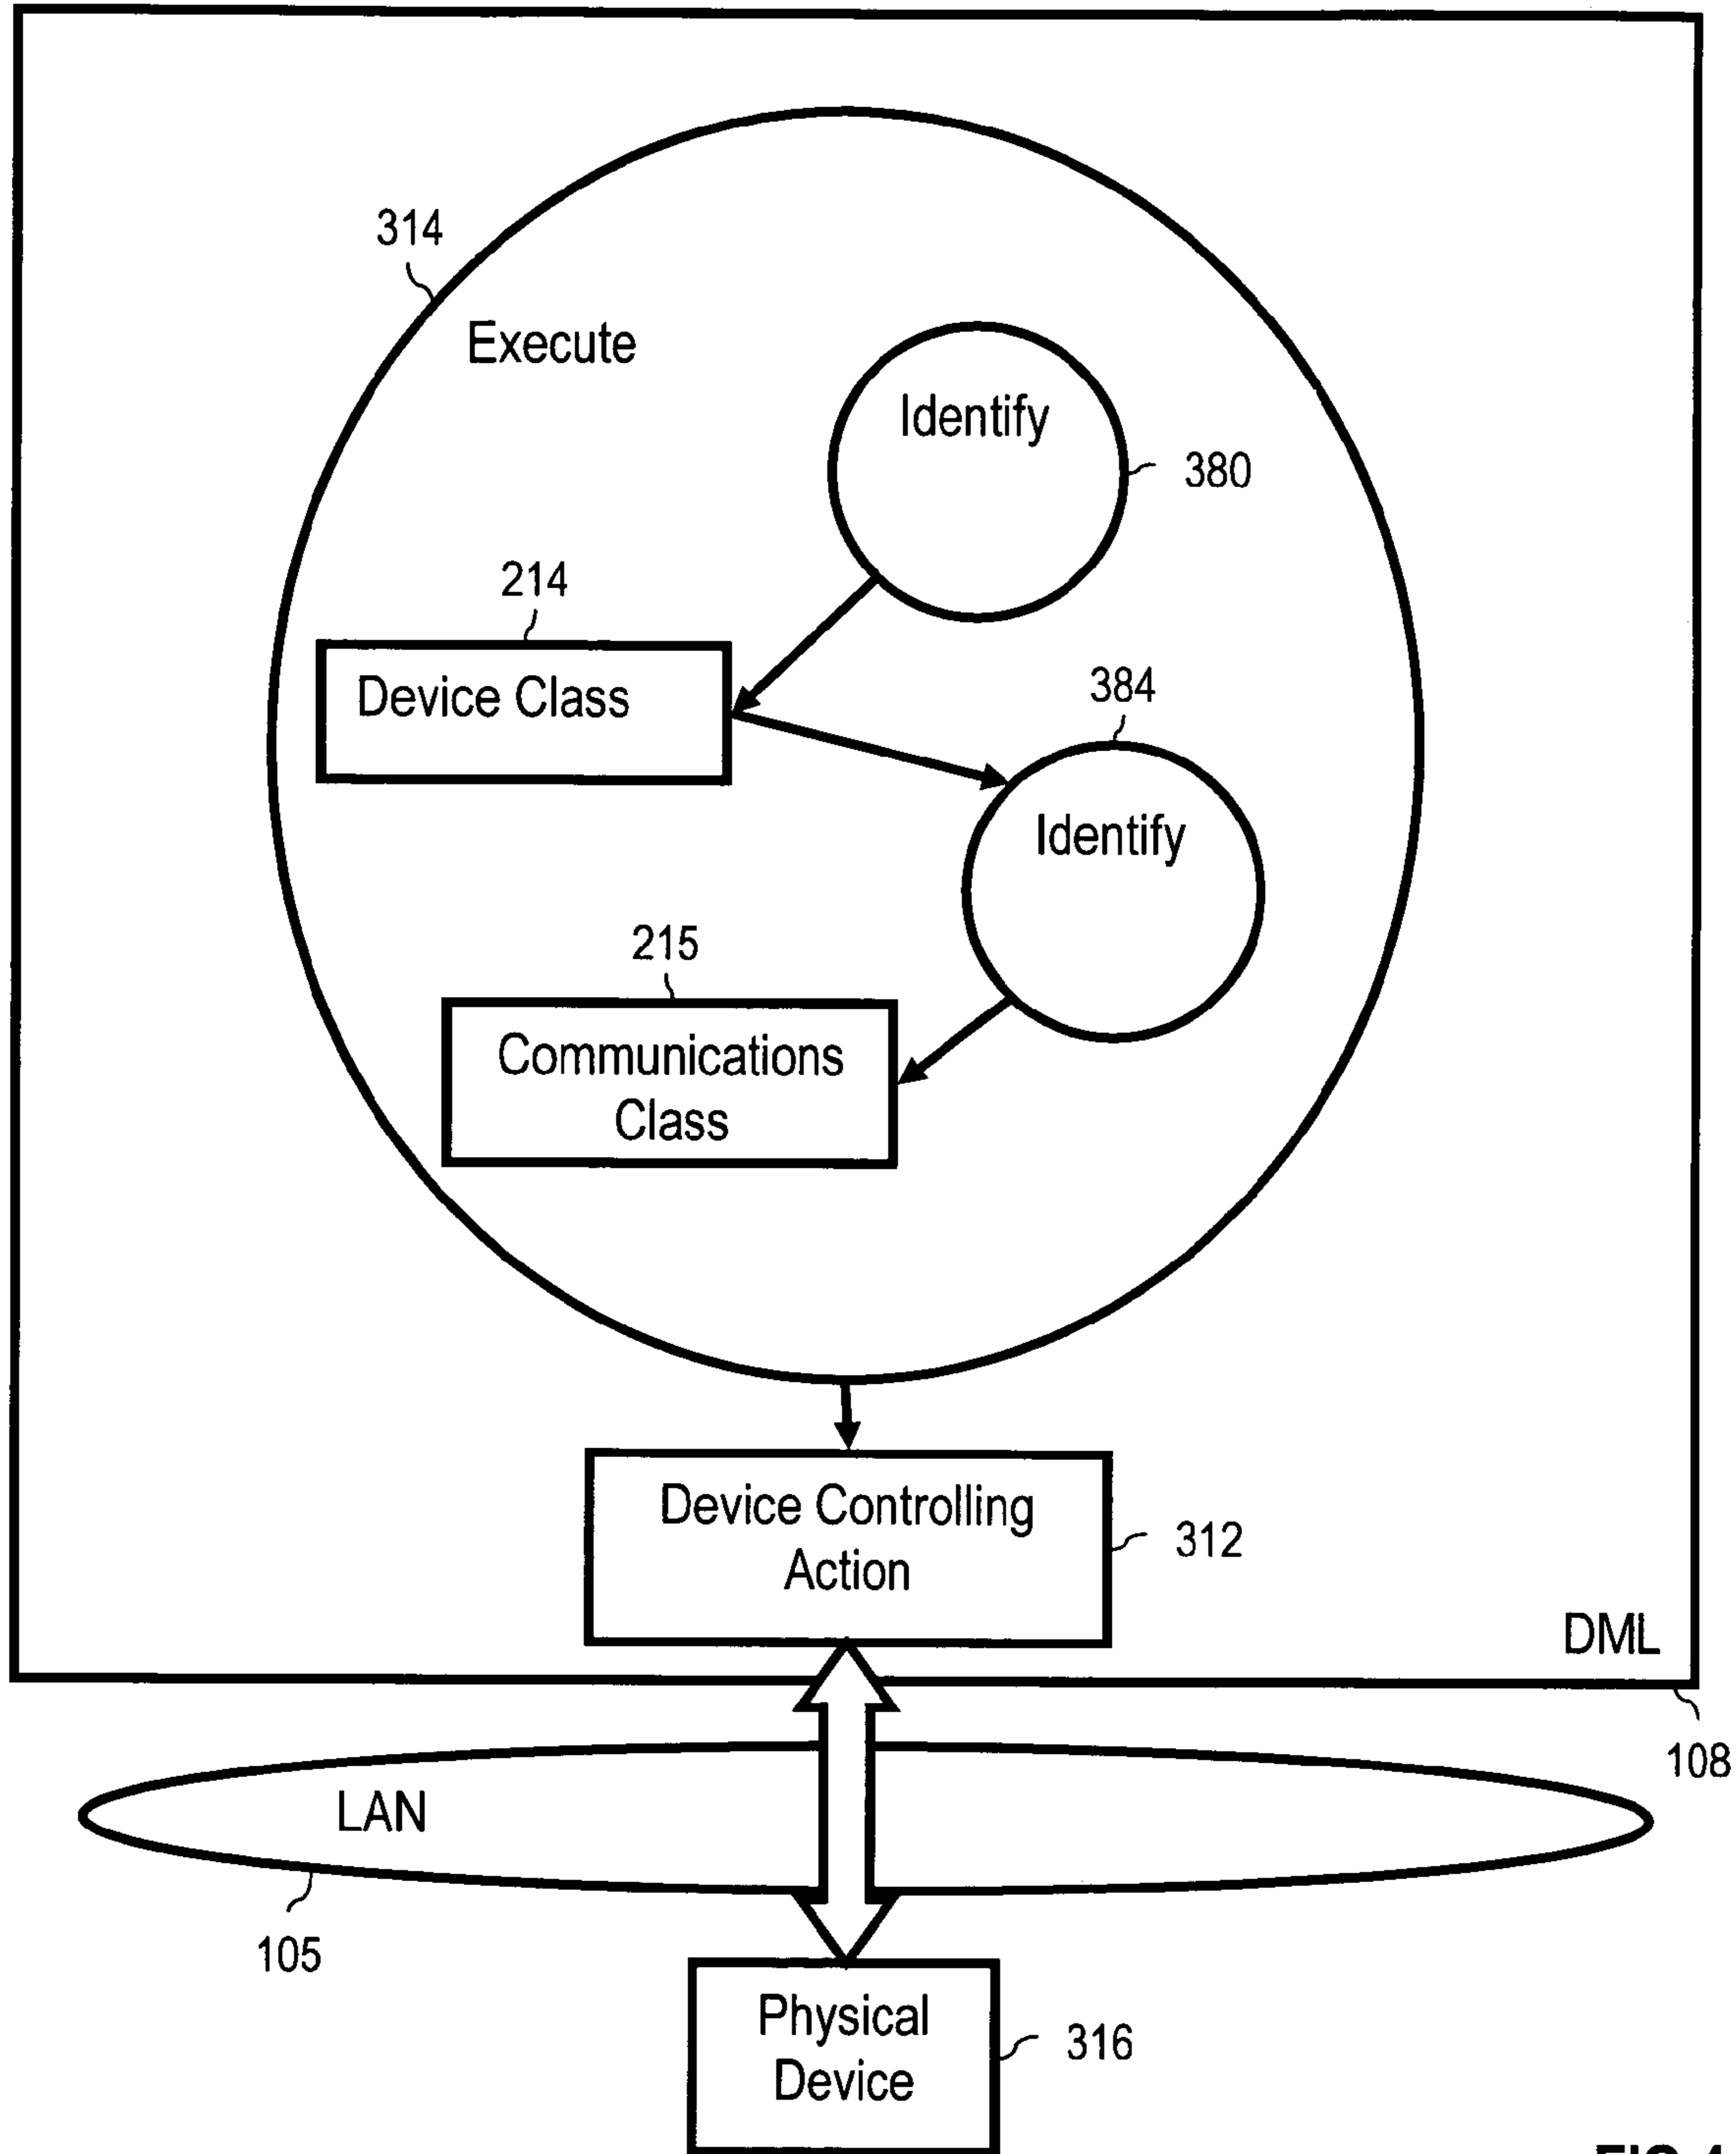 314
Execute
Identify
380
214
Device Class
384
Identify
215
Communications
Class
Device Controlling
Action
312
DML
108
LAN
105
Physical
Device
316